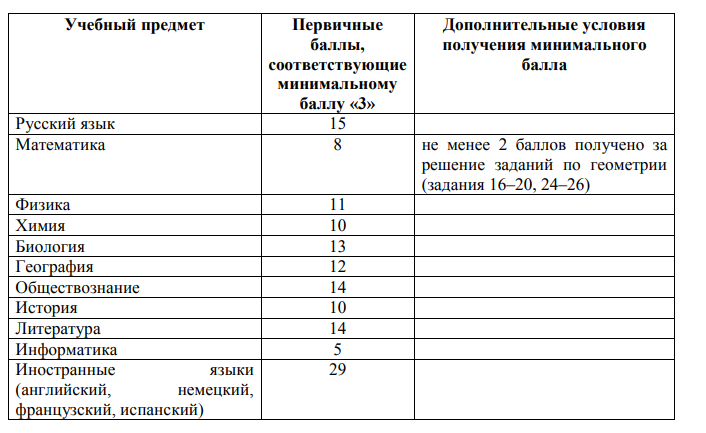 Учебный предмет
Первичные
баллы,
соответствующие
минимальному
баллу «3»
Дополнительные условия
получения минимального
балла
Русский язык 15
Математика 8 не менее 2 баллов получено за
решение заданий по геометрии
(задания 16–20, 24–26)
Физика 11
Химия 10
Биология 13
География 12
Обществознание 14
История 10
Литература 14
Информатика 5
Иностранные языки 29
(английский, немецкий,
французский, испанский)